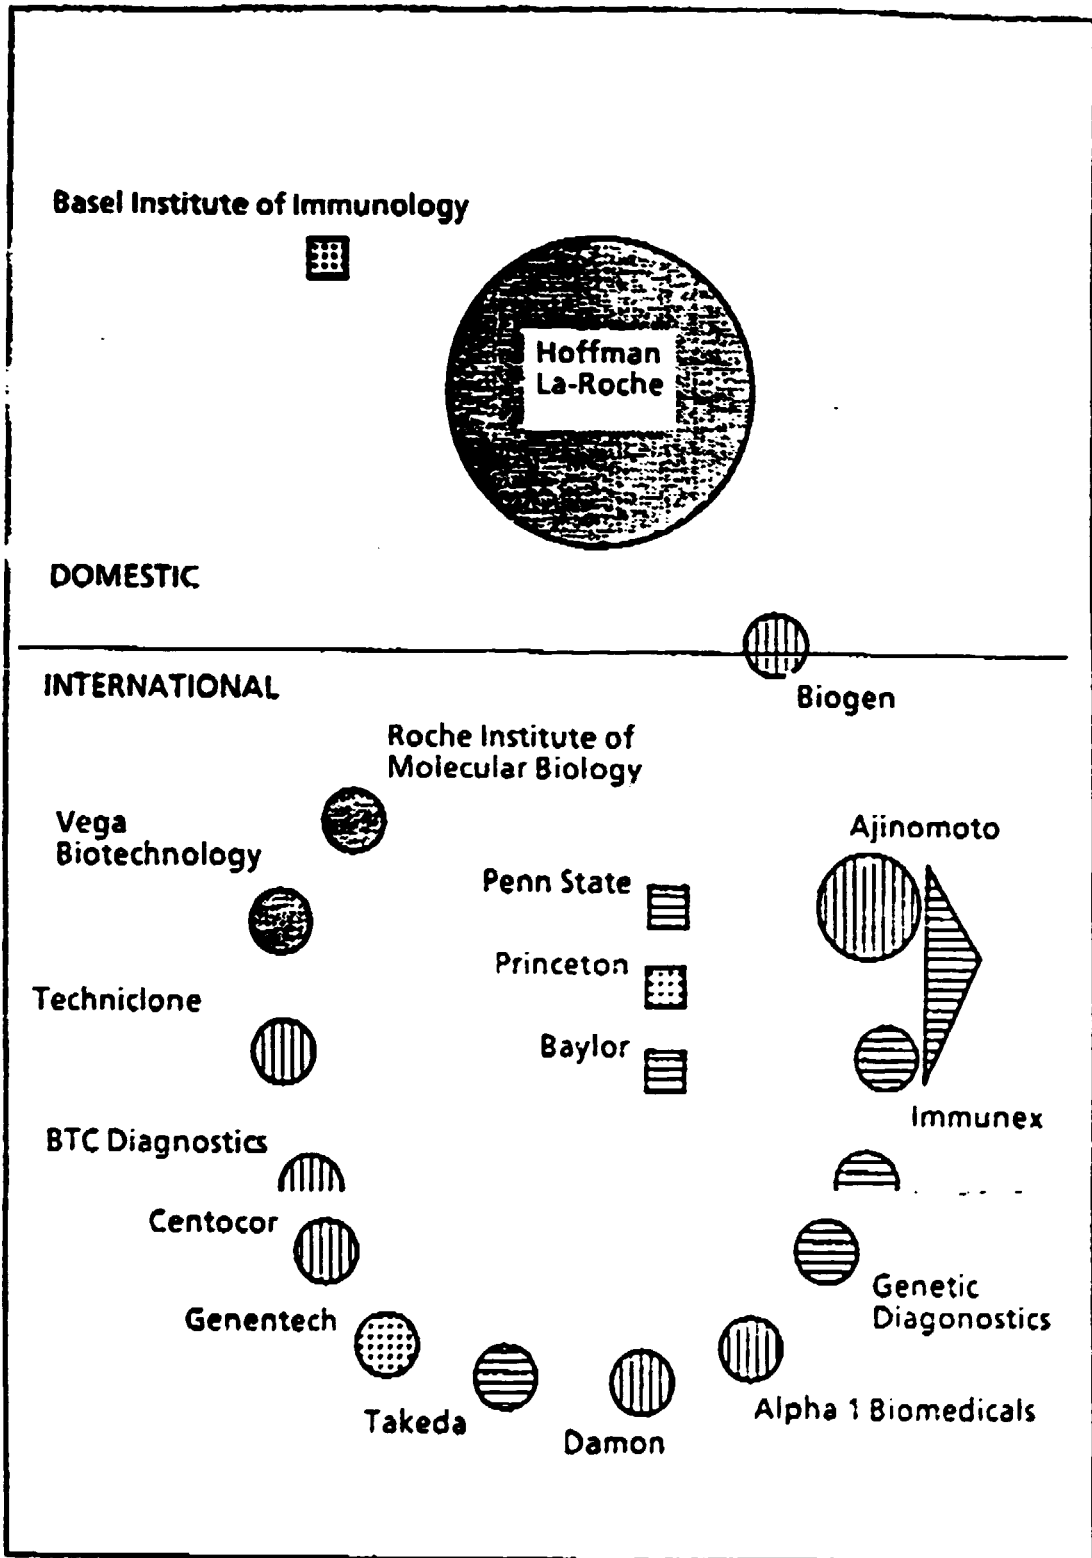 Basel Institute of Immunology
Hoffman
La-Roche
DOMESTIC
INTERNATIONAL
Biogen
Roche Institute of
Molecular Biology
Vega
Biotechnology
Ajinomoto
Penn State
Princeton
Techniclone
Baylor
Immunex
BTC Diagnostics
Centocor
Genetic
Diagonostics
Genentech
Alpha 1 Biomedicals
Takeda
Damon